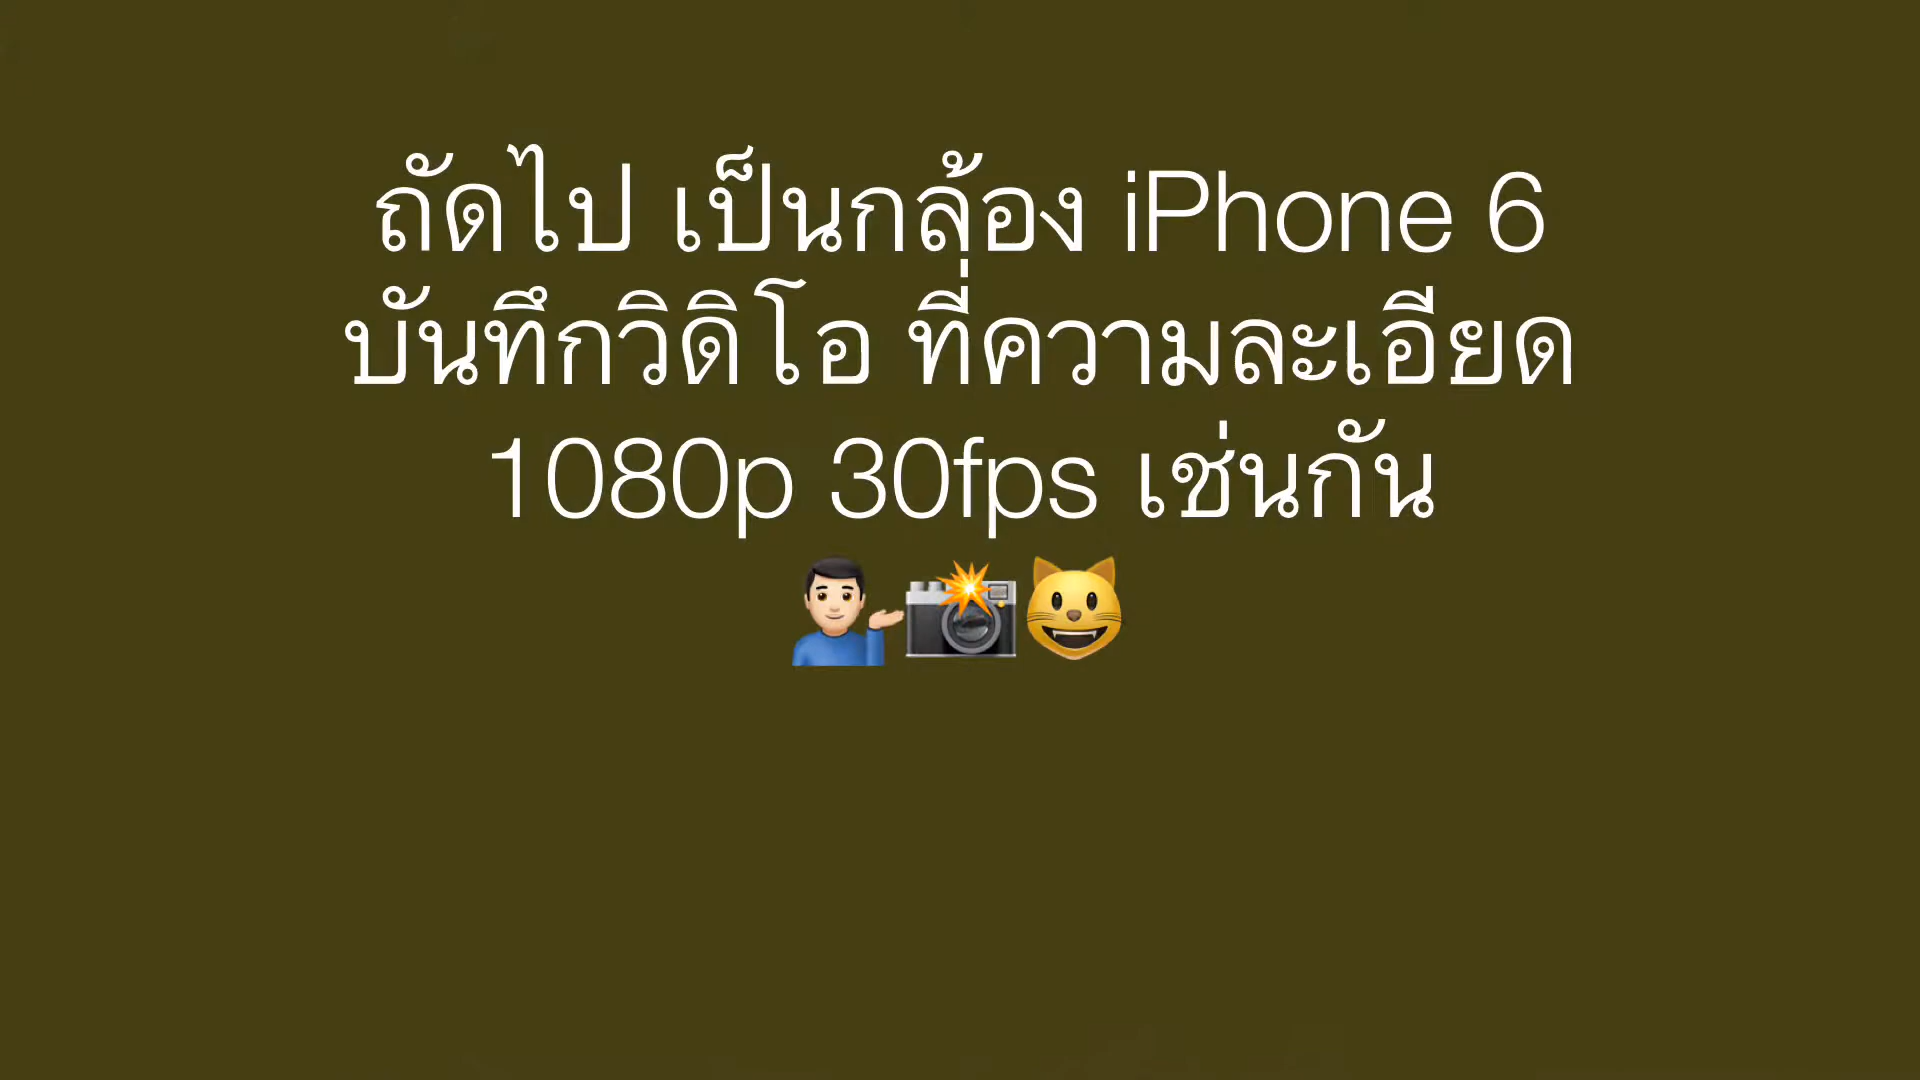 ถัดไป เป็นกล้อง iPhone 6
บันทึกวิดิโอ ที่ความละเอียด
1080p 30fps เช่นกัน
💁🏻‍♂️📸😺